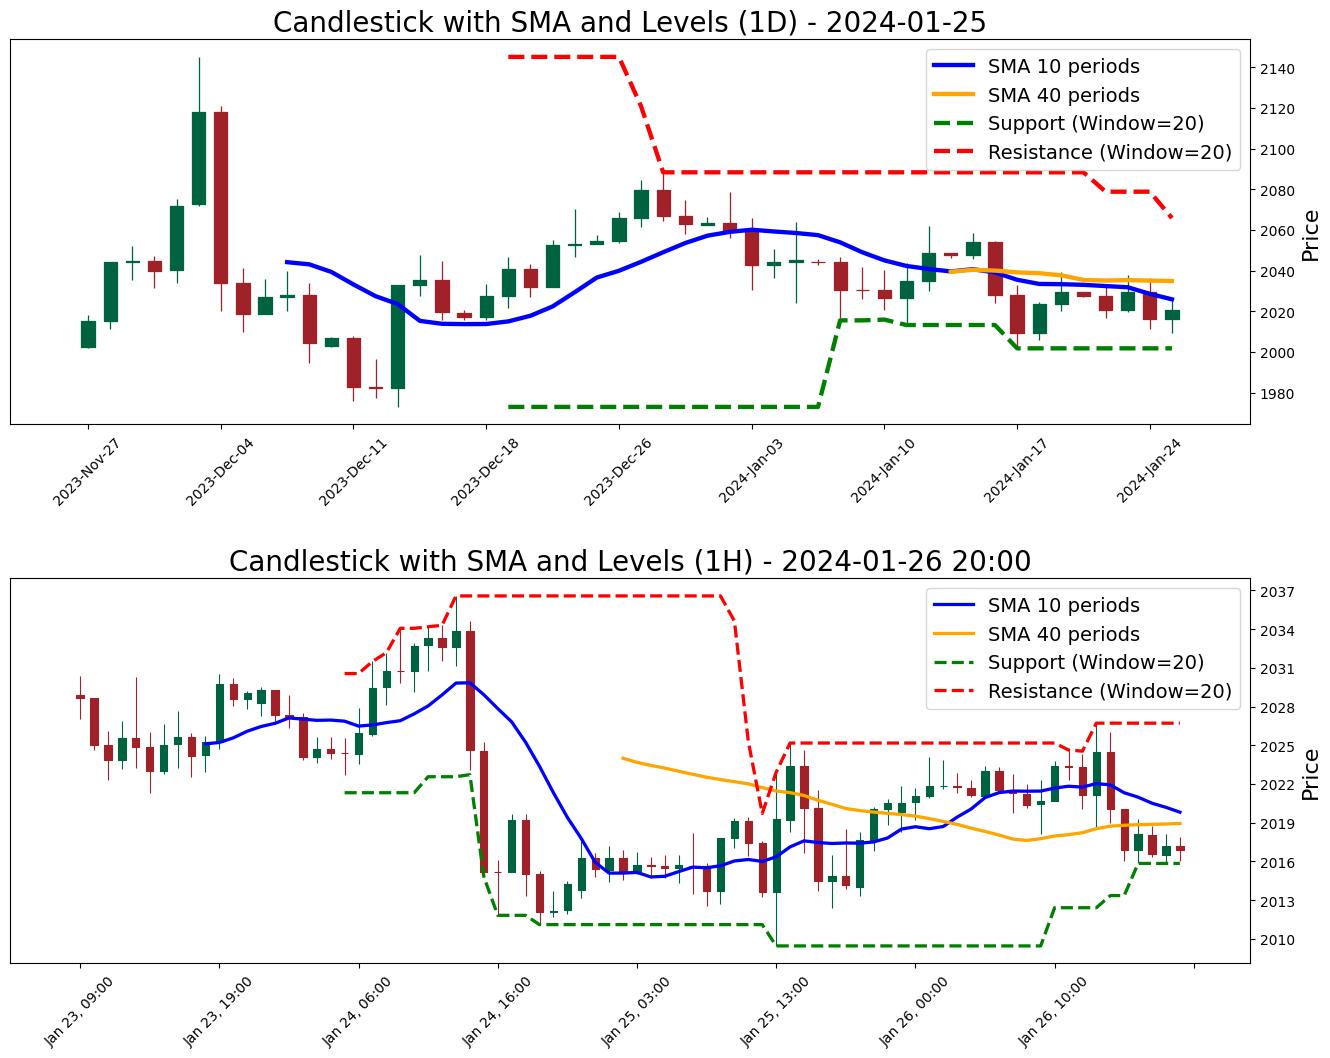 Candlestick with SMA and Levels (1D) - 2024-01-25
SMA 10 periods
SMA 40 periods
Support (Window=20)
Resistance (Window=20)
2140
2120
2100
2080
2060
2040
2020
2000
1980
Price
2023-Nov-27
2023-Dec-04
2023-Dec-11
2023-Dec-18
2023-Dec-26
2024-Jan-03
2024-Jan-10
2024-Jan-17
2024-Jan-24
Candlestick with SMA and Levels (1H) - 2024-01-26 20:00
SMA 10 periods
SMA 40 periods
Support (Window=20)
Resistance (Window=20)
2037
2034
2031
2028
2025
2022
2019
2016
2013
2010
Price
Jan 23, 09:00
Jan 23, 19:00
Jan 24, 06:00
Jan 24, 16:00
Jan 25, 03:00
Jan 25, 13:00
Jan 26, 00:00
Jan 26, 10:00